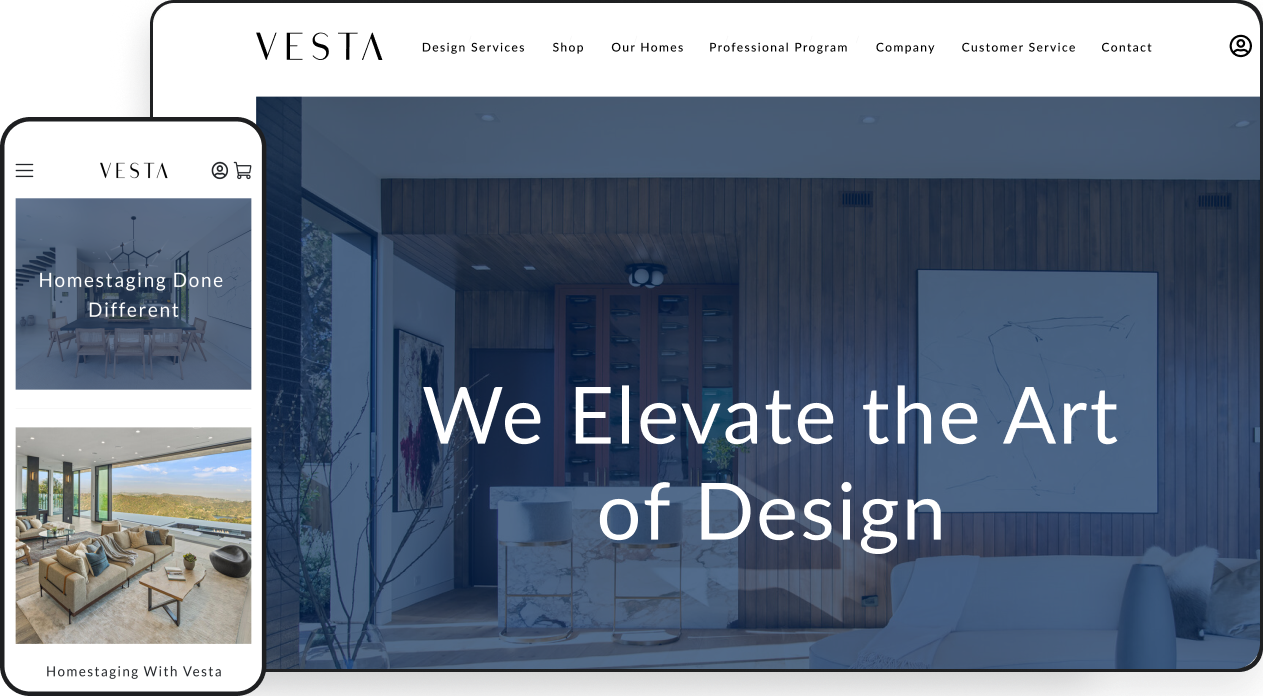 VESTA
Design Services Shop Our Homes Professional Program Company Customer Service Contact
We Elevate the Art
of Design
VESTA
Homestaging Done
Different
Homestaging With Vesta